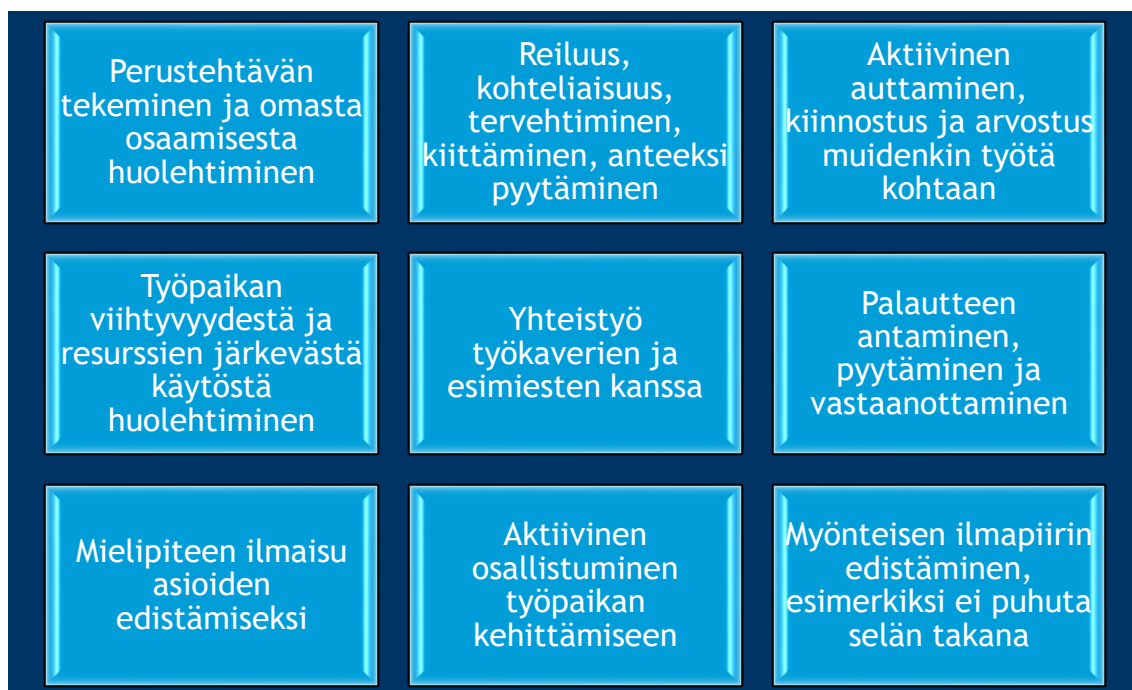 Perustehtävän
tekeminen ja omasta
osaamisesta
huolehtiminen
Reiluus,
kohteliaisuus,
tervehtiminen,
kiittäminen, anteeksi
pyytäminen
Aktiivinen
auttaminen,
kiinnostus ja arvostus
muidenkin työtä
kohtaan
Työpaikan
viihtyvyydestä ja
resurssien järkevästä
käytöstä
huolehtiminen
Yhteistyö
työkaverien ja
esimiesten kanssa
Palautteen
antaminen,
pyytäminen ja
vastaanottaminen
Mielipiteen ilmaisu
asioiden
edistämiseksi
Aktiivinen
osallistuminen
työpaikan
kehittämiseen
Myönteisen ilmapiirin
edistäminen,
esimerkiksi ei puhuta
selän takana